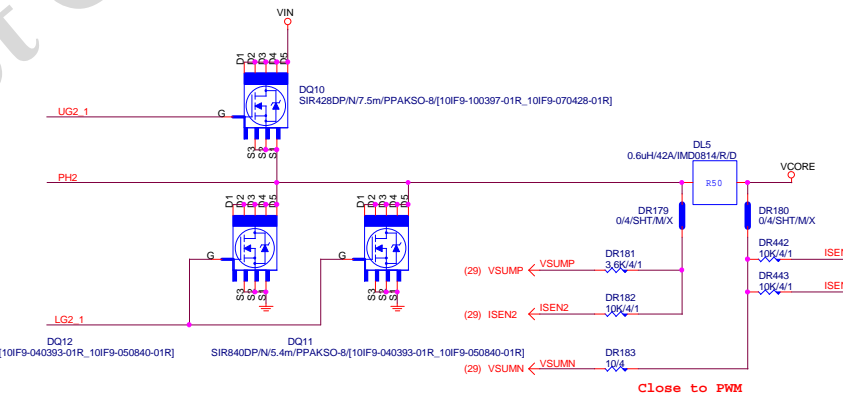 VIN
D1
D2
D3
D4
D5
DQ10
SIR428DP/N/7.5m/PPAKSO-8/[10IF9-100397-01R_10IF9-070428-01R]
UG2_1
G
S3
S2
S1
DL5
0.6uH/42A/IMD0814/R/D
VCORE
PH2
R50
D1
D2
D3
D4
D5
D1
D2
D3
D4
D5
DR179
0/4/SHT/M/X
DR180
0/4/SHT/M/X
G
G
DR442
10K/4/1
ISEN
DR181
3.6K/4/1
(29) VSUMP
VSUMP
DR443
10K/4/1
ISEN
S3
S2
S1
S3
S2
S1
DR182
10K/4/1
(29) ISEN2
ISEN2
LG2_1
DQ12
[10IF9-040393-01R_10IF9-050840-01R]
DQ11
SIR840DP/N/5.4m/PPAKSO-8/[10IF9-040393-01R_10IF9-050840-01R]
DR183
10/4
(29) VSUMN
VSUMN
Close to PWM